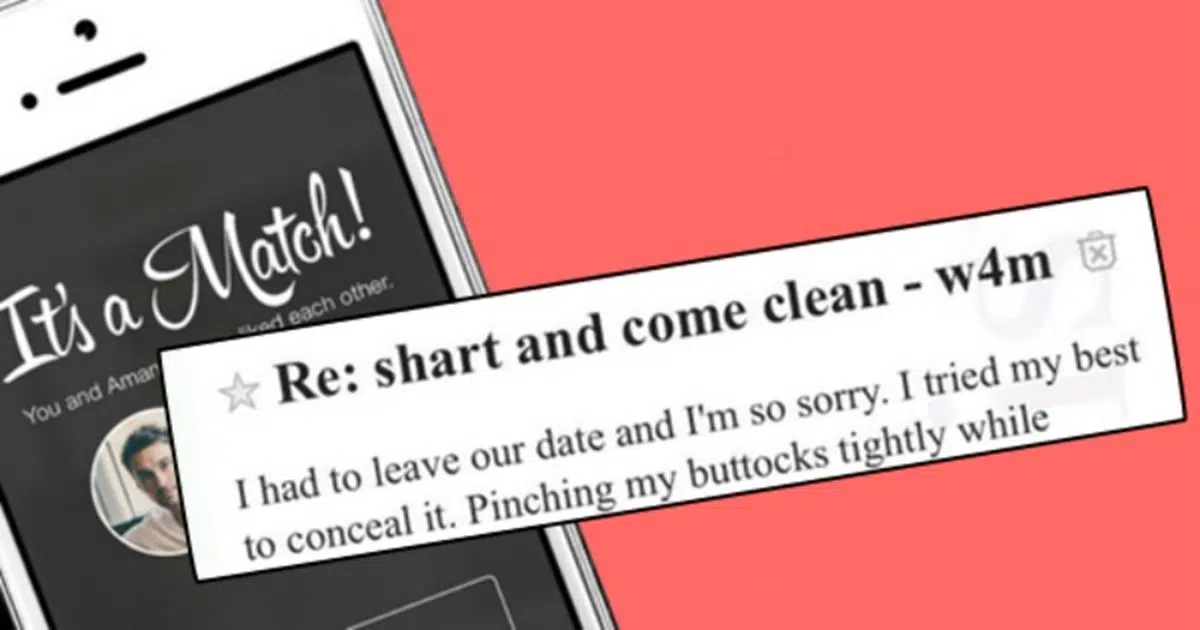 It's a Match!
You and Aman liked each other.
Re: shart and come clean - w4m
I had to leave our date and I'm so sorry. I tried my best
to conceal it. Pinching my buttocks tightly while